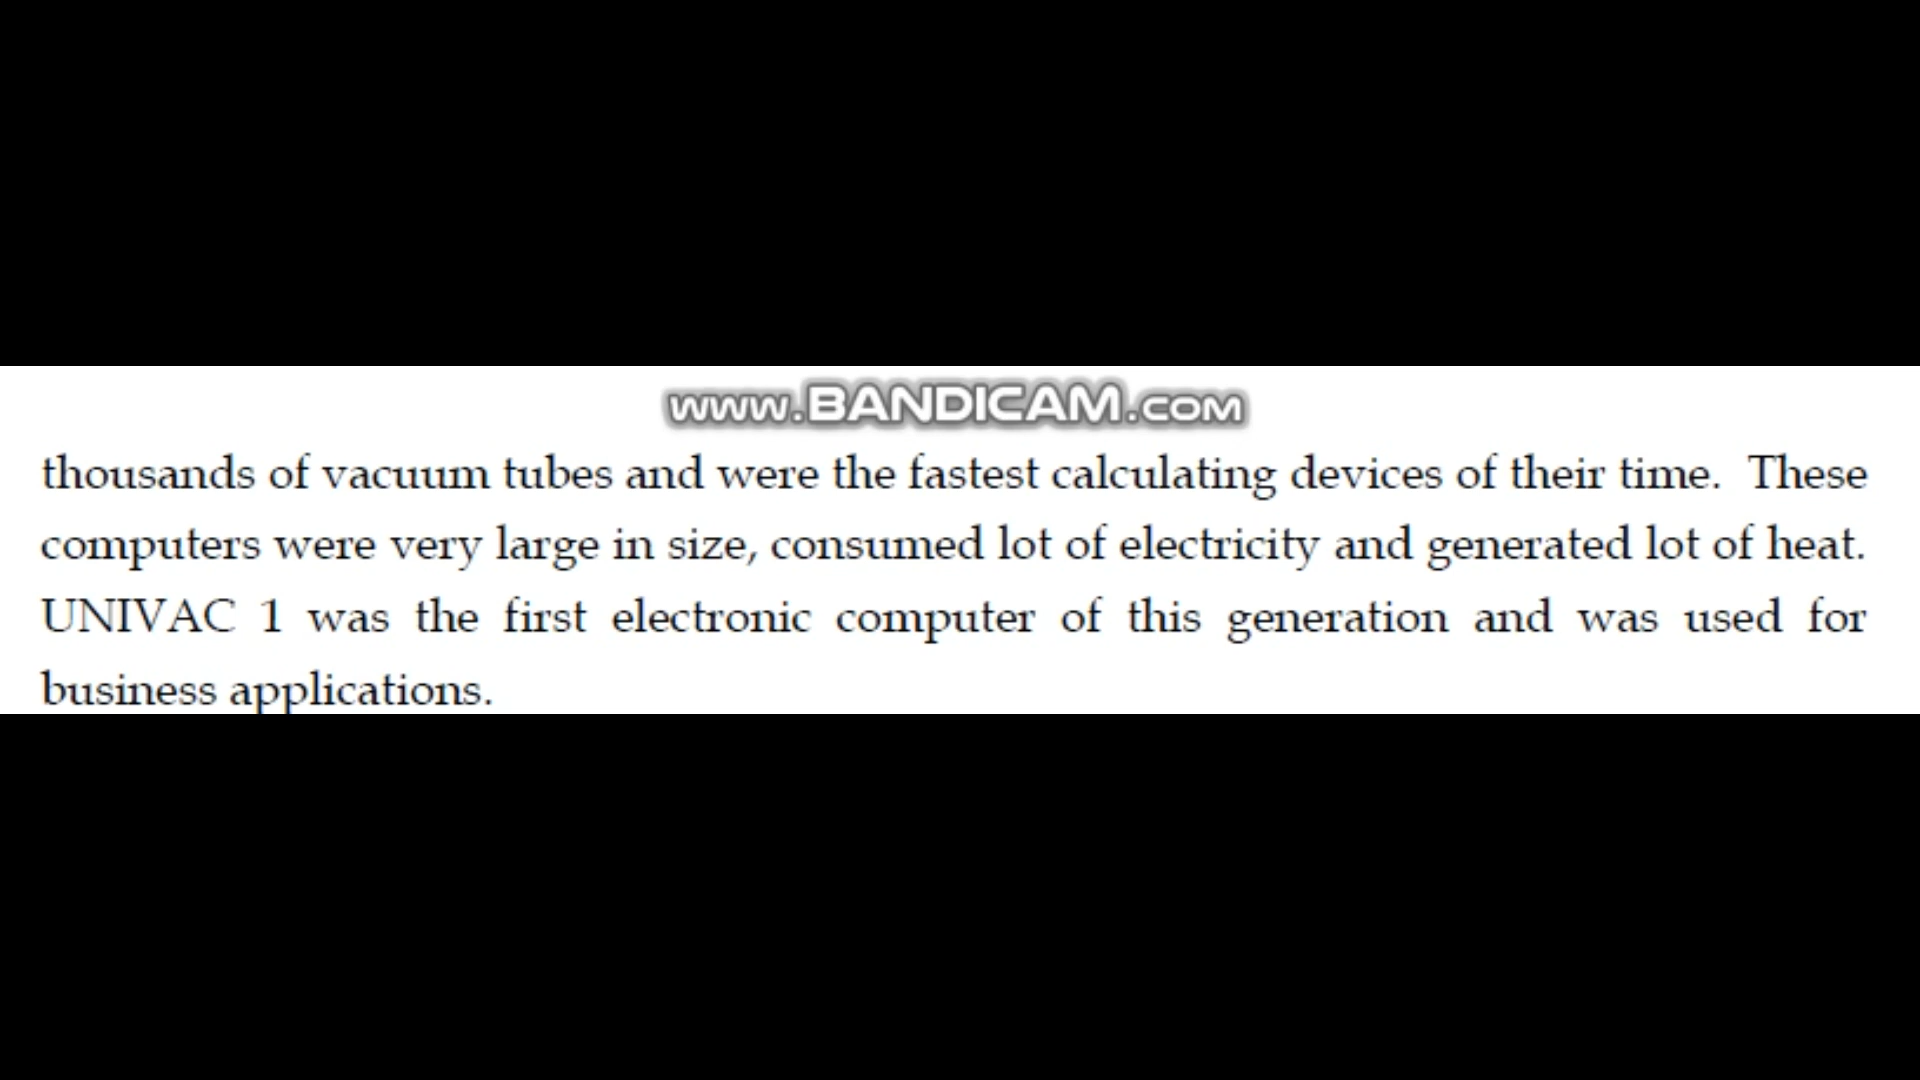 www.BANDICAM.com
thousands of vacuum tubes and were the fastest calculating devices of their time. These
computers were very large in size, consumed lot of electricity and generated lot of heat.
UNIVAC 1 was the first electronic computer of this generation and was used for
business applications.